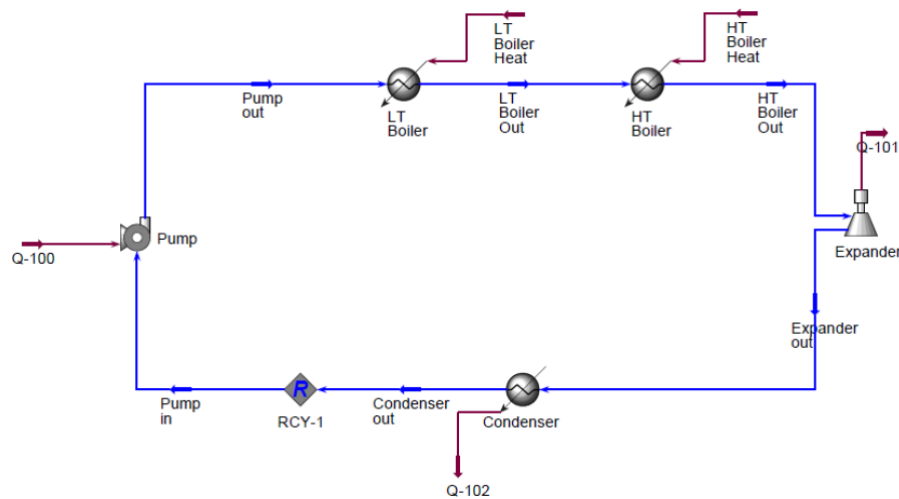 LT
Boiler
Heat
HT
Boiler
Heat
Pump
out
LT
Boiler
LT
Boiler
Out
HT
Boiler
HT
Boiler
Out
Q-101
Pump
Q-100
Expander
Expander
out
Pump
in
R
RCY-1
Condenser
out
Condenser
Q-102